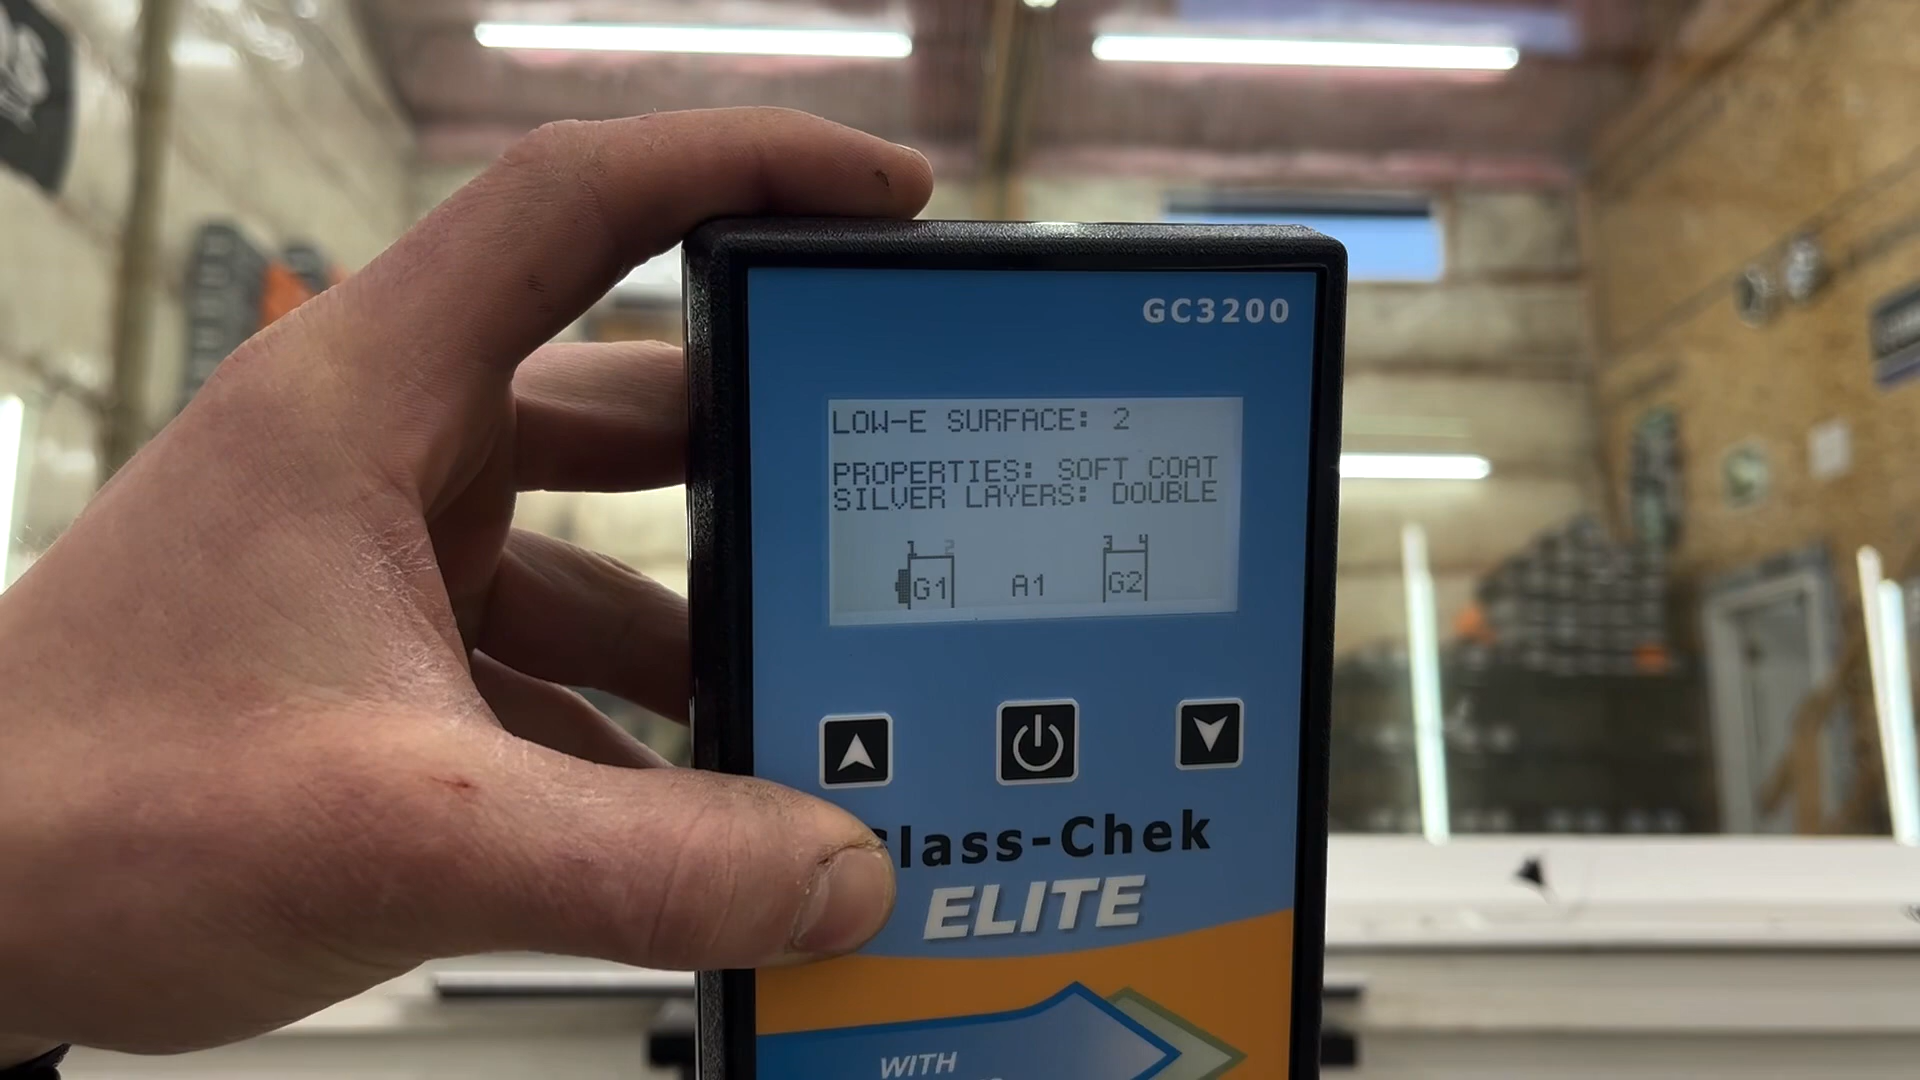 GC3200
LOW-E SURFACE: 2
PROPERTIES: SOFT COAT
SILVER LAYERS: DOUBLE
1 2 3 4
G1 A1 G2
Glass-Chek
ELITE
WITH